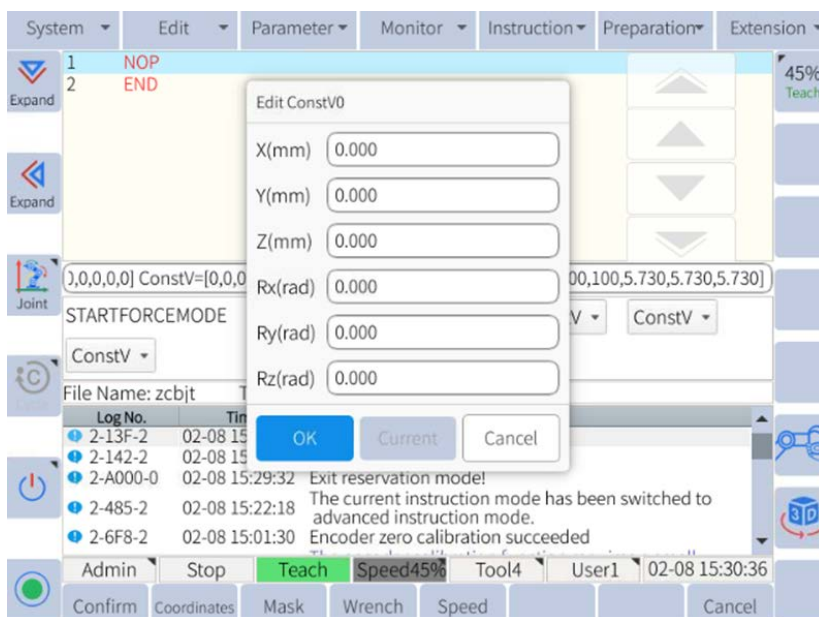 System Edit Parameter Monitor Instruction Preparation Extension
1 NOP
2 END
Expand
Expand
Joint
45%
Teach
Edit ConstV0
X(mm) 0.000
Y(mm) 0.000
Z(mm) 0.000
Rx(rad) 0.000
Ry(rad) 0.000
Rz(rad) 0.000
OK Current Cancel
),0,0,0,0] ConstV=[0,0,0 00,100,5.730,5.730,5.730]
STARTFORCEMODE V ConstV
ConstV
File Name: zcbjt T
Log No. Tin
2-13F-2 02-08 15
2-142-2 02-08 15
2-A000-0 02-08 15:29:32 Exit reservation mode!
2-485-2 02-08 15:22:18 The current instruction mode has been switched to
advanced instruction mode.
2-6F8-2 02-08 15:01:30 Encoder zero calibration succeeded
Admin Stop Teach Speed45% Tool4 User1 02-08 15:30:36
Confirm Coordinates Mask Wrench Speed Cancel
3D